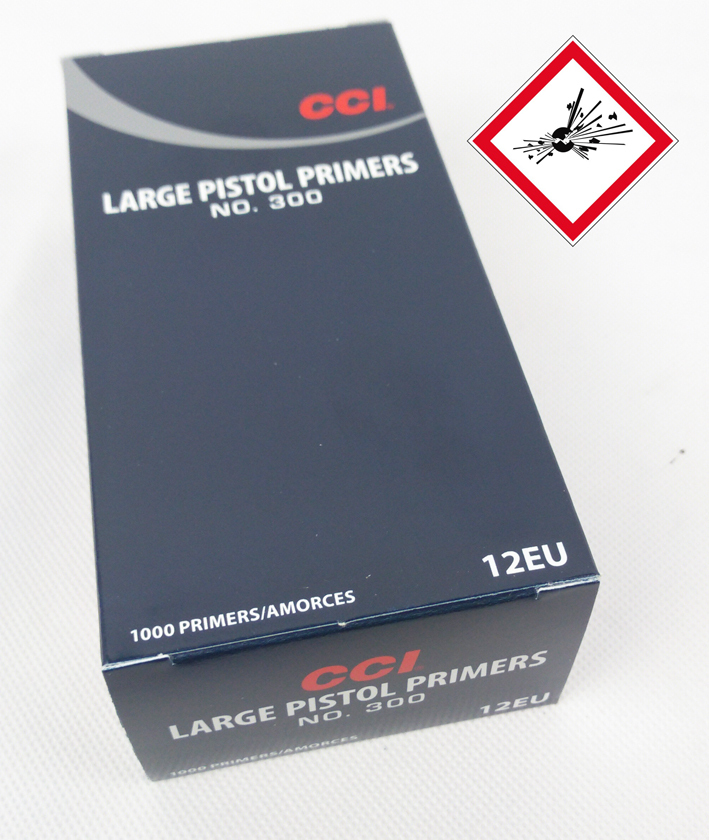 CCI
LARGE PISTOL PRIMERS
NO. 300
12EU
1000 PRIMERS/AMORCES
CCI
LARGE PISTOL PRIMERS
NO. 300
12EU
1000 PRIMERS/AMORCES